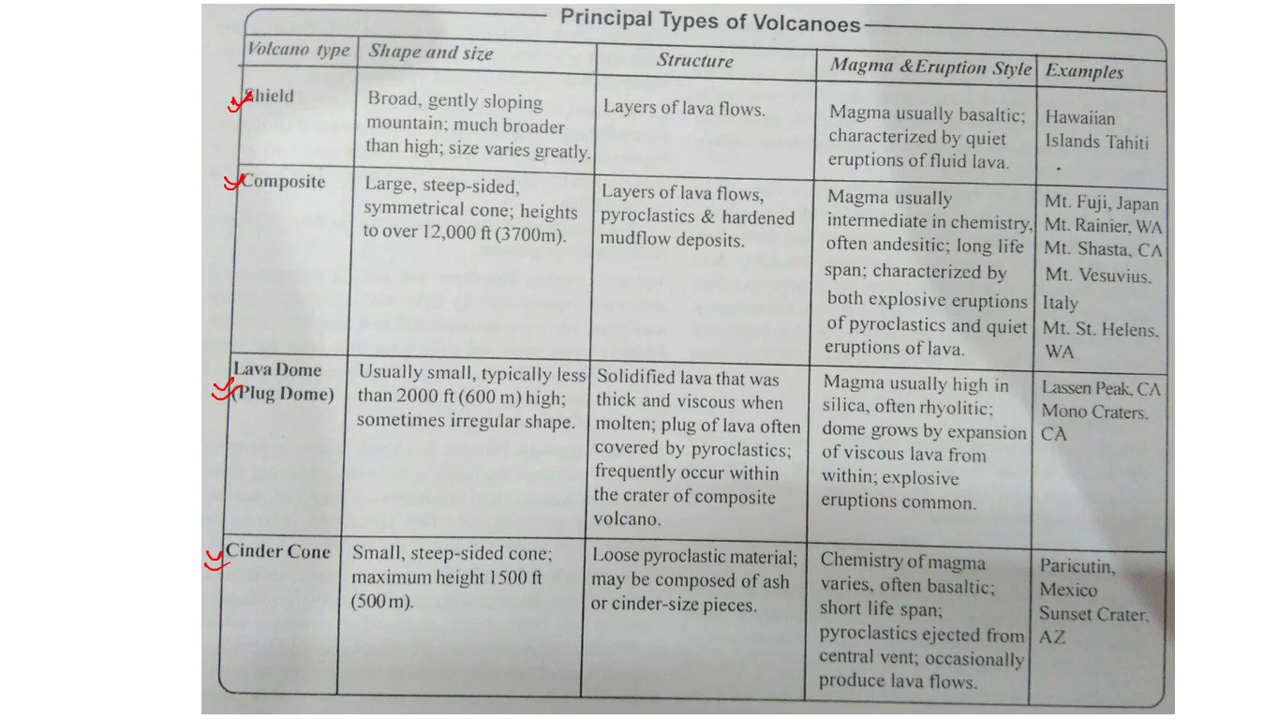 Principal Types of Volcanoes
Volcano type
Shape and size
Structure
Magma &Eruption Style
Examples
Shield
Broad, gently sloping
mountain; much broader
than high; size varies greatly.
Layers of lava flows.
Magma usually basaltic;
characterized by quiet
eruptions of fluid lava.
Hawaiian
Islands Tahiti
.
Composite
Large, steep-sided,
symmetrical cone; heights
to over 12,000 ft (3700m).
Layers of lava flows,
pyroclastics & hardened
mudflow deposits.
Magma usually
intermediate in chemistry,
often andesitic; long life
span; characterized by
both explosive eruptions
of pyroclastics and quiet
eruptions of lava.
Mt. Fuji, Japan
Mt. Rainier, WA
Mt. Shasta, CA
Mt. Vesuvius,
Italy
Mt. St. Helens,
WA
Lava Dome
(Plug Dome)
Usually small, typically less
than 2000 ft (600 m) high;
sometimes irregular shape.
Solidified lava that was
thick and viscous when
molten; plug of lava often
covered by pyroclastics;
frequently occur within
the crater of composite
volcano.
Magma usually high in
silica, often rhyolitic;
dome grows by expansion
of viscous lava from
within; explosive
eruptions common.
Lassen Peak, CA
Mono Craters,
CA
Cinder Cone
Small, steep-sided cone;
maximum height 1500 ft
(500 m).
Loose pyroclastic material;
may be composed of ash
or cinder-size pieces.
Chemistry of magma
varies, often basaltic;
short life span;
pyroclastics ejected from
central vent; occasionally
produce lava flows.
Paricutin,
Mexico
Sunset Crater,
AZ